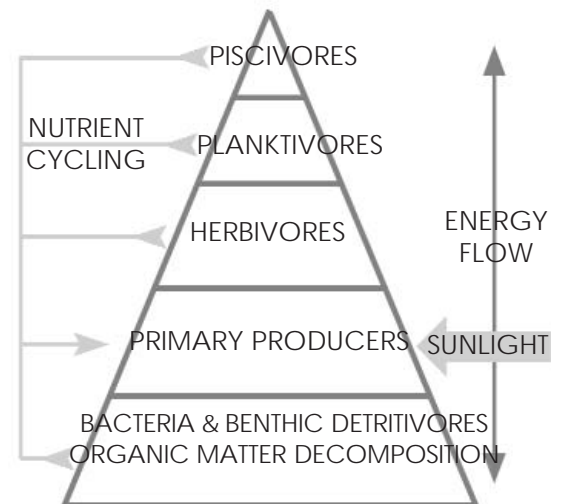 PISCIVORES
NUTRIENT
CYCLING
PLANKTIVORES
HERBIVORES
ENERGY
FLOW
PRIMARY PRODUCERS
SUNLIGHT
BACTERIA & BENTHIC DETRITIVORES
ORGANIC MATTER DECOMPOSITION